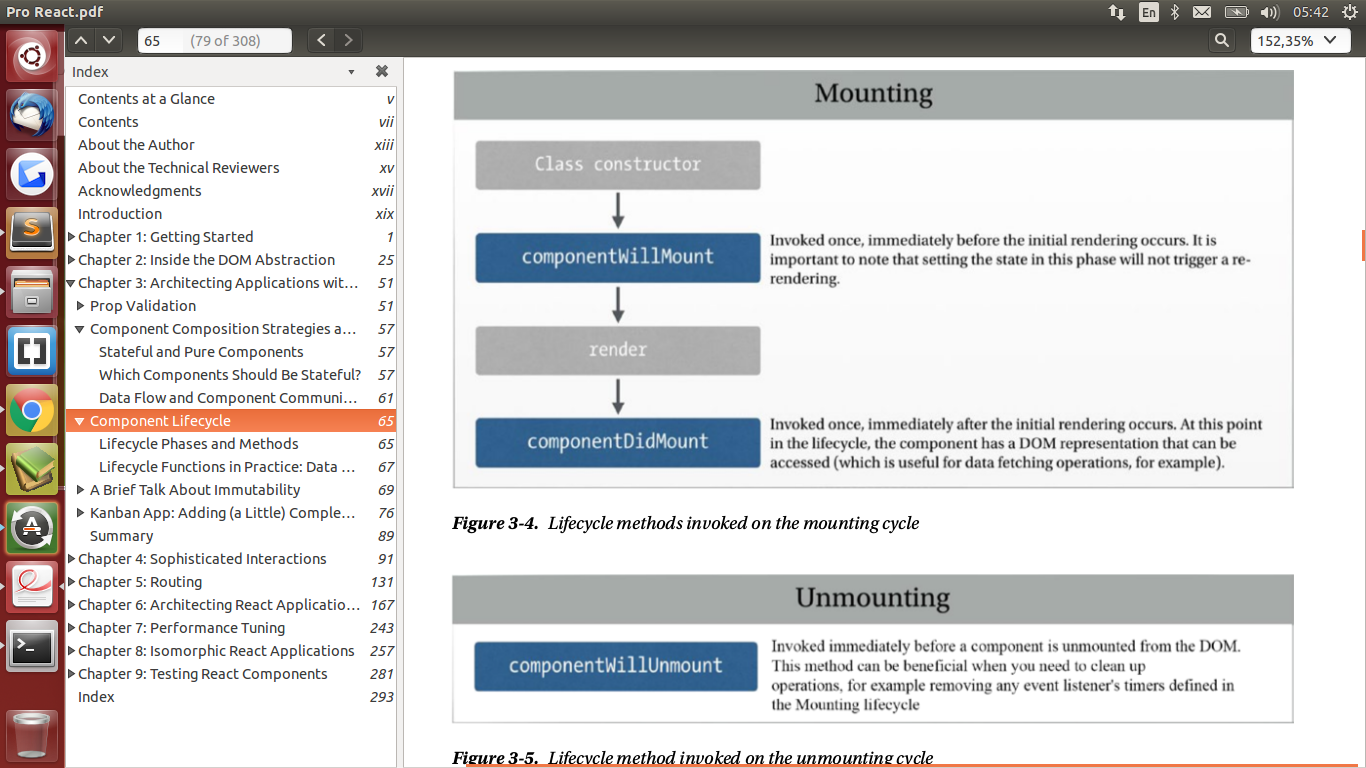 Pro React.pdf
En
05:42
65 (79 of 308)
152,35%
Index
Contents at a Glance v
Contents vii
About the Author xiii
About the Technical Reviewers xv
Acknowledgments xvii
Introduction xix
Chapter 1: Getting Started 1
Chapter 2: Inside the DOM Abstraction 25
Chapter 3: Architecting Applications wit... 51
Prop Validation 51
Component Composition Strategies a... 57
Stateful and Pure Components 57
Which Components Should Be Stateful? 57
Data Flow and Component Communi... 61
Component Lifecycle 65
Lifecycle Phases and Methods 65
Lifecycle Functions in Practice: Data ... 67
A Brief Talk About Immutability 69
Kanban App: Adding (a Little) Comple... 76
Summary 89
Chapter 4: Sophisticated Interactions 91
Chapter 5: Routing 131
Chapter 6: Architecting React Applicatio... 167
Chapter 7: Performance Tuning 243
Chapter 8: Isomorphic React Applications 257
Chapter 9: Testing React Components 281
Index 293
Mounting
Class constructor
componentWillMount
Invoked once, immediately before the initial rendering occurs. It is
important to note that setting the state in this phase will not trigger a re-
rendering.
render
componentDidMount
Invoked once, immediately after the initial rendering occurs. At this point
in the lifecycle, the component has a DOM representation that can be
accessed (which is useful for data fetching operations, for example).
Figure 3-4. Lifecycle methods invoked on the mounting cycle
Unmounting
componentWillUnmount
Invoked immediately before a component is unmounted from the DOM.
This method can be beneficial when you need to clean up
operations, for example removing any event listener's timers defined in
the Mounting lifecycle
Figure 3-5. Lifecycle method invoked on the unmounting cycle